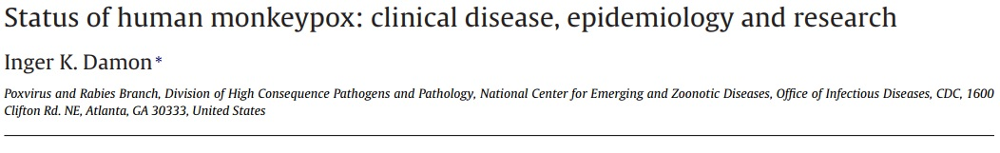 Status of human monkeypox: clinical disease, epidemiology and research
Inger K. Damon*
Poxvirus and Rabies Branch, Division of High Consequence Pathogens and Pathology, National Center for Emerging and Zoonotic Diseases, Office of Infectious Diseases, CDC, 1600
Clifton Rd. NE, Atlanta, GA 30333, United States